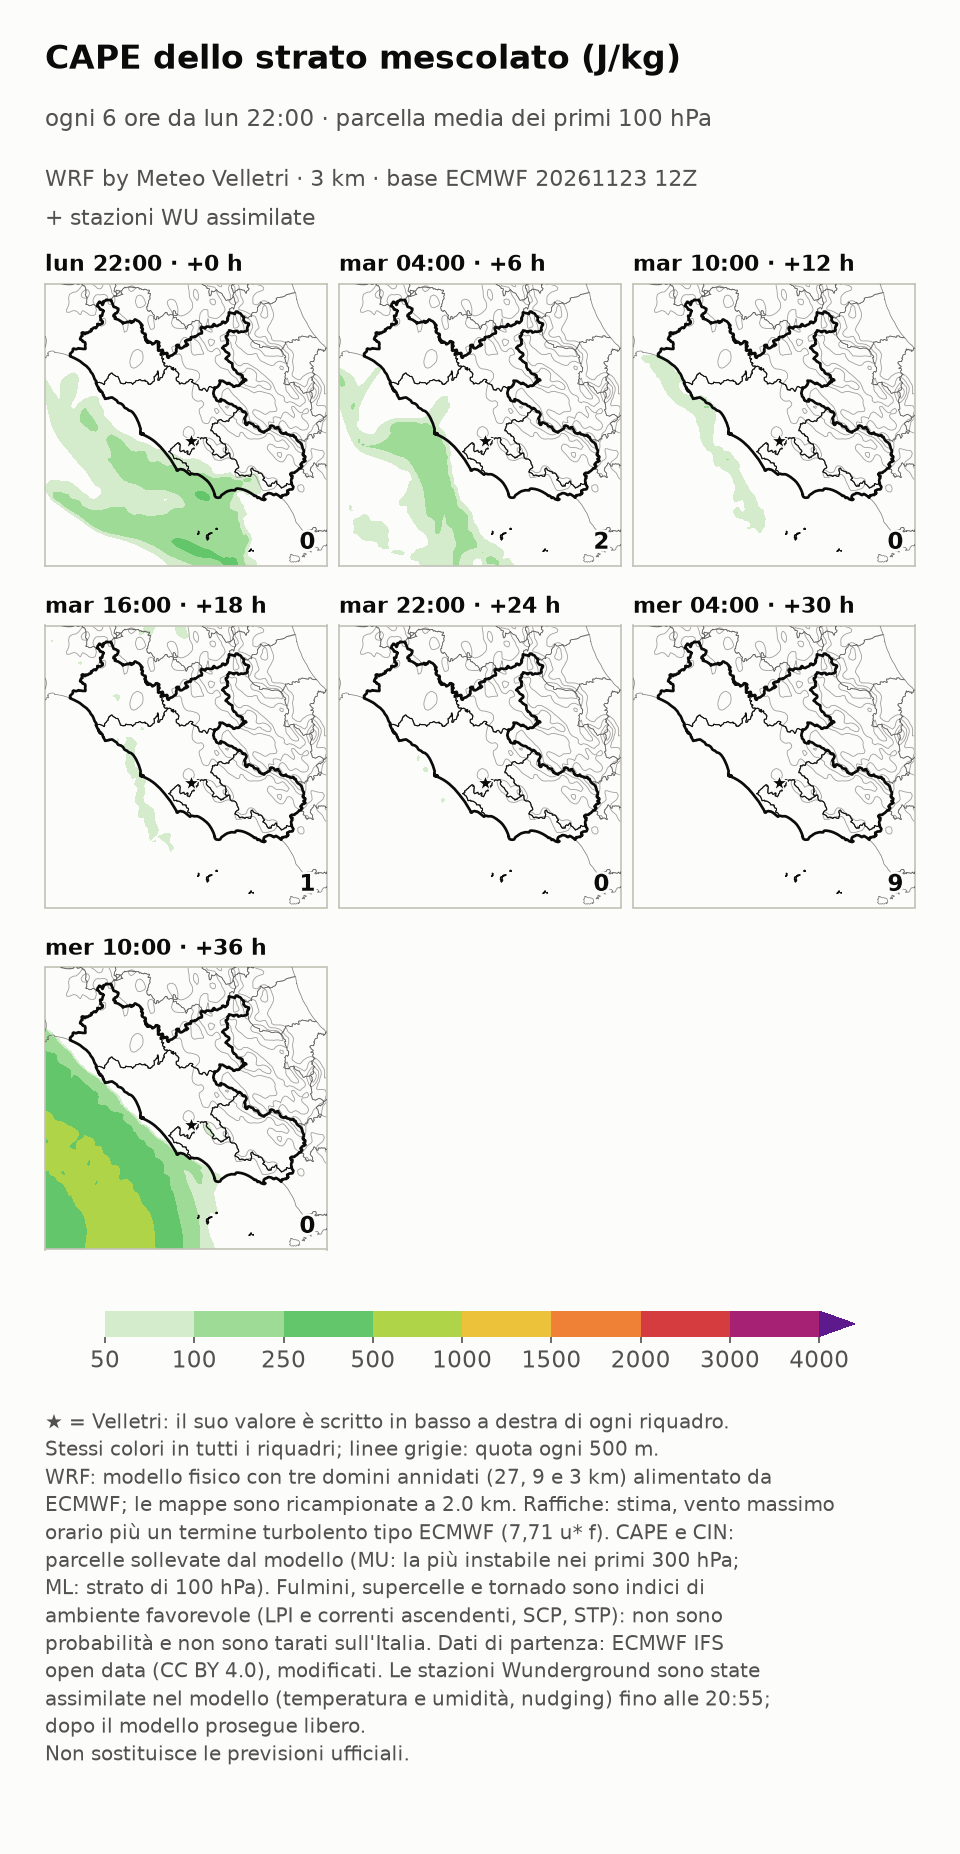 CAPE dello strato mescolato (J/kg)
ogni 6 ore da lun 22:00 · parcella media dei primi 100 hPa
WRF by Meteo Velletri · 3 km · base ECMWF 20261123 12Z
+ stazioni WU assimilate
lun 22:00 · +0 h
mar 04:00 · +6 h
mar 10:00 · +12 h
0
2
0
mar 16:00 · +18 h
mar 22:00 · +24 h
mer 04:00 · +30 h
1
0
9
mer 10:00 · +36 h
0
50 100 250 500 1000 1500 2000 3000 4000
★ = Velletri: il suo valore è scritto in basso a destra di ogni riquadro.
Stessi colori in tutti i riquadri; linee grigie: quota ogni 500 m.
WRF: modello fisico con tre domini annidati (27, 9 e 3 km) alimentato da
ECMWF; le mappe sono ricampionate a 2.0 km. Raffiche: stima, vento massimo
orario più un termine turbolento tipo ECMWF (7,71 u* f). CAPE e CIN:
parcelle sollevate dal modello (MU: la più instabile nei primi 300 hPa;
ML: strato di 100 hPa). Fulmini, supercelle e tornado sono indici di
ambiente favorevole (LPI e correnti ascendenti, SCP, STP): non sono
probabilità e non sono tarati sull'Italia. Dati di partenza: ECMWF IFS
open data (CC BY 4.0), modificati. Le stazioni Wunderground sono state
assimilate nel modello (temperatura e umidità, nudging) fino alle 20:55;
dopo il modello prosegue libero.
Non sostituisce le previsioni ufficiali.